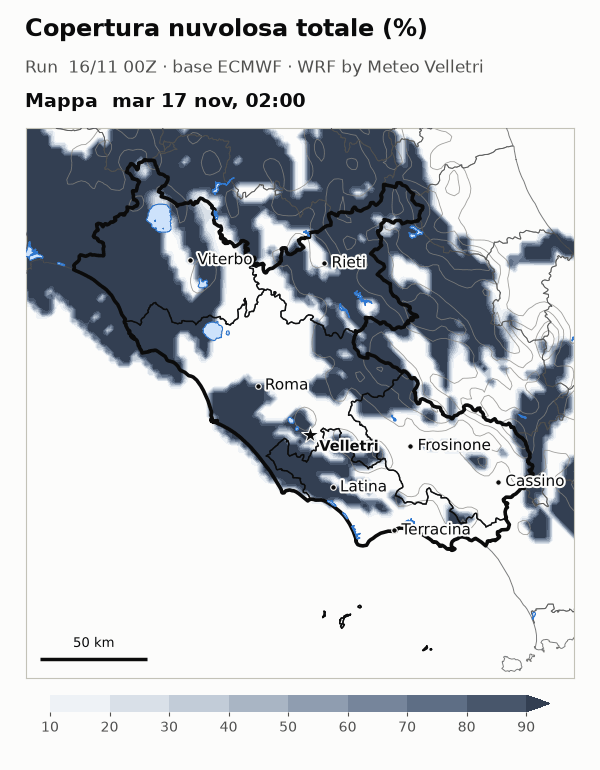 Copertura nuvolosa totale (%)
Run  16/11 00Z · base ECMWF · WRF by Meteo Velletri
Mappa  mar 17 nov, 02:00
Viterbo
Rieti
Roma
Velletri
Frosinone
Latina
Cassino
Terracina
50 km
10 20 30 40 50 60 70 80 90